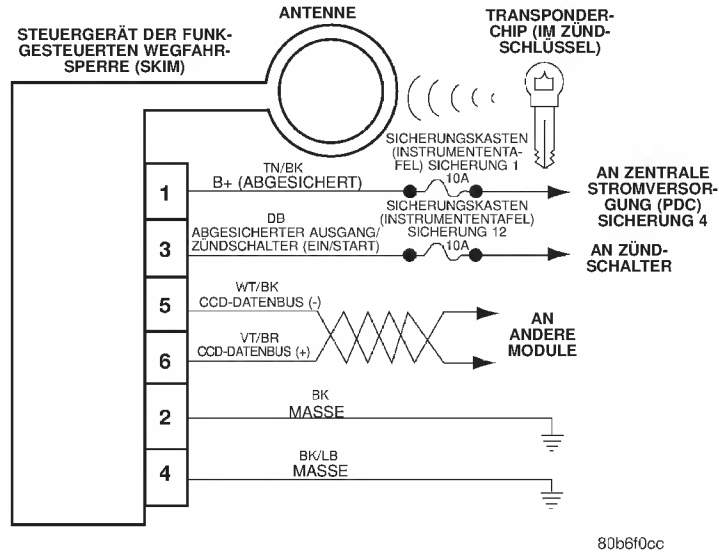 ANTENNE
TRANSPONDER-
CHIP (IM ZÜND-
SCHLÜSSEL)
STEUERGERÄT DER FUNK-
GESTEUERTEN WEGFAHR-
SPERRE (SKIM)
1
TN/BK
B+ (ABGESICHERT)
SICHERUNGSKASTEN
(INSTRUMENTENTA-
FEL) SICHERUNG 1
10A
AN ZENTRALE
STROMVERSOR-
GUNG (PDC)
SICHERUNG 4
3
DB
ABGESICHERTER AUSGANG/
ZÜNDSCHALTER (EIN/START)
SICHERUNGSKASTEN
(INSTRUMENTENTAFEL)
SICHERUNG 12
10A
AN ZÜND-
SCHALTER
5
WT/BK
CCD-DATENBUS (-)
6
VT/BR
CCD-DATENBUS (+)
AN
ANDERE
MODULE
2
BK
MASSE
4
BK/LB
MASSE
80b6f0cc